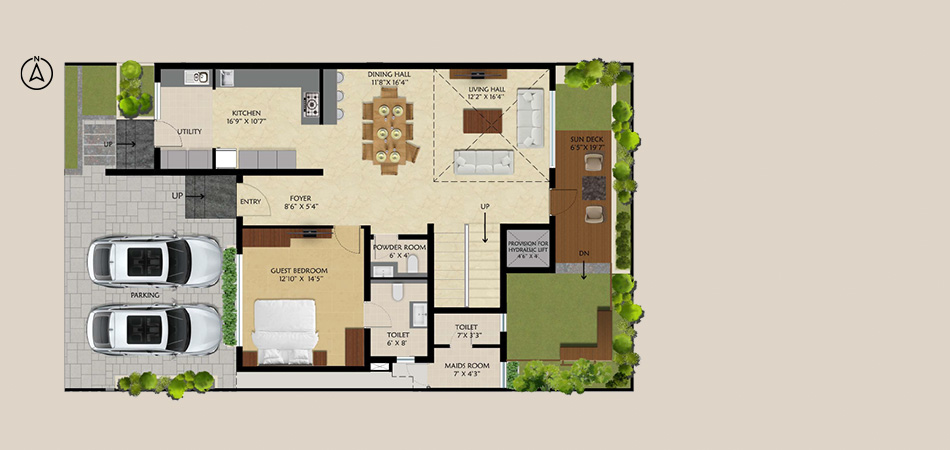 N
DINING HALL
11'8"X 16'4"
LIVING HALL
12'2" X 16'4"
KITCHEN
16'9" X 10'7"
UTILITY
UP
SUN DECK
6'5"X 19'7"
UP
ENTRY
FOYER
8'6" X 5'4"
UP
POWDER ROOM
6' X 4'
PROVISION FOR
HYDRAULIC LIFT
4'6" X 4'
DN
GUEST BEDROOM
12'10" X 14'5"
PARKING
TOILET
6' X 8'
TOILET
7'X 3'3"
MAIDS ROOM
7' X 4'3"